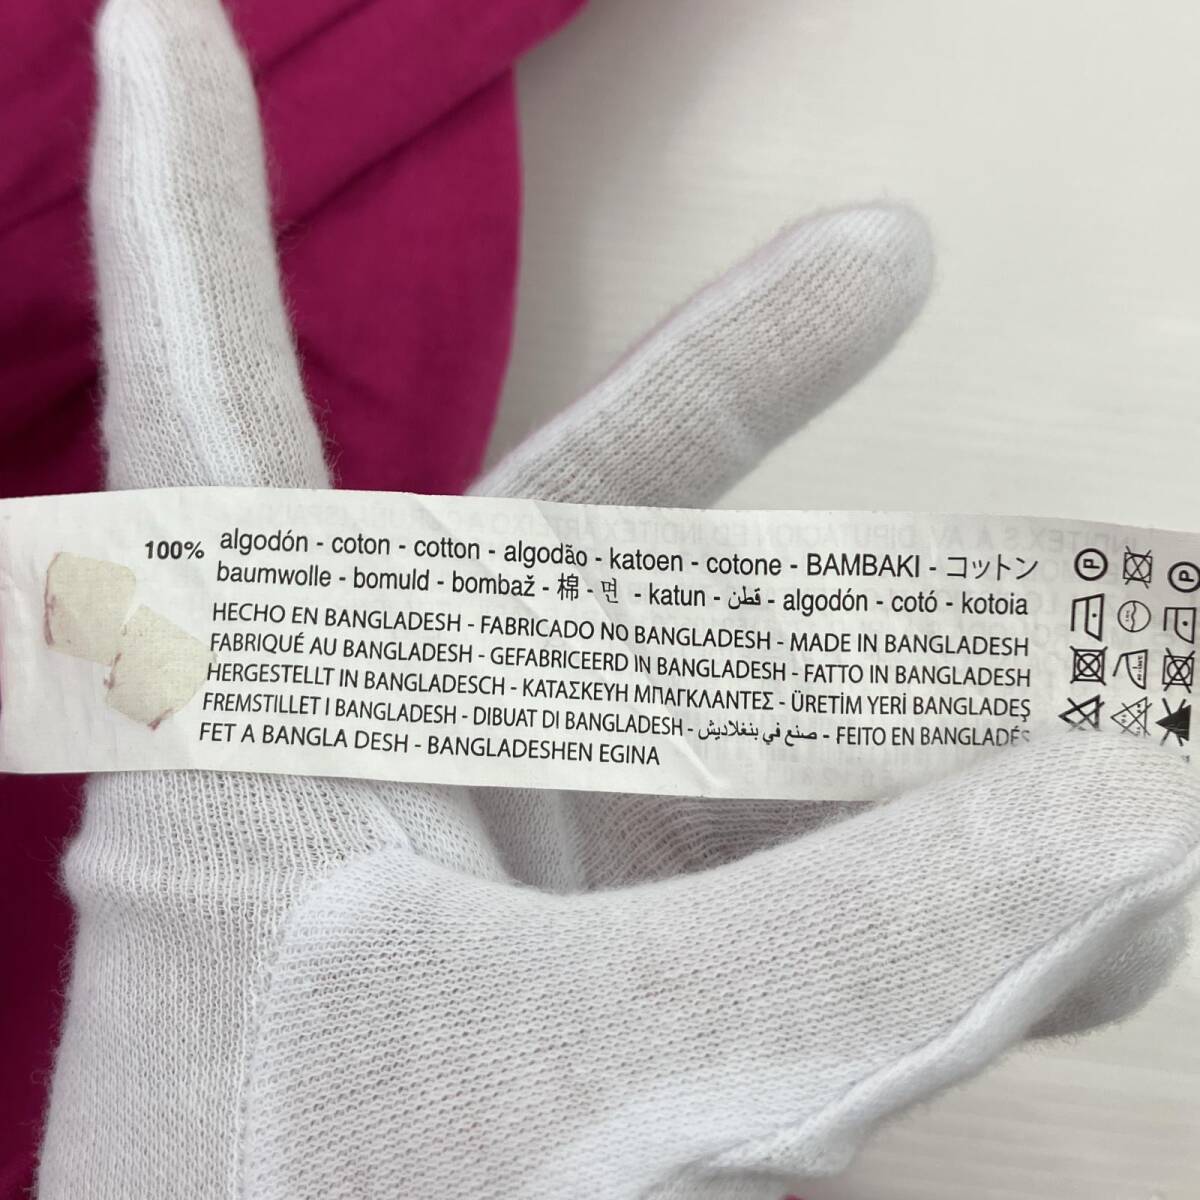 100% algodón - coton - cotton - algodão - katoen - cotone - BAMBAKI - コットン
baumwolle - bomuld - bombaž - 棉 - 면 - katun - قطن - algodón - cotó - kotoia
HECHO EN BANGLADESH - FABRICADO NO BANGLADESH - MADE IN BANGLADESH
FABRIQUÉ AU BANGLADESH - GEFABRICEERD IN BANGLADESH - FATTO IN BANGLADESH
HERGESTELLT IN BANGLADESCH - ΚΑΤΑΣΚΕΥΗ ΜΠΑΓΚΛΑΝΤΕΣ - ÜRETİM YERİ BANGLADEŞ
FREMSTILLET I BANGLADESH - DIBUAT DI BANGLADESH - صنع في بنغلاديش - FEITO EN BANGLADÉS
FET A BANGLA DESH - BANGLADESHEN EGINA
P
P